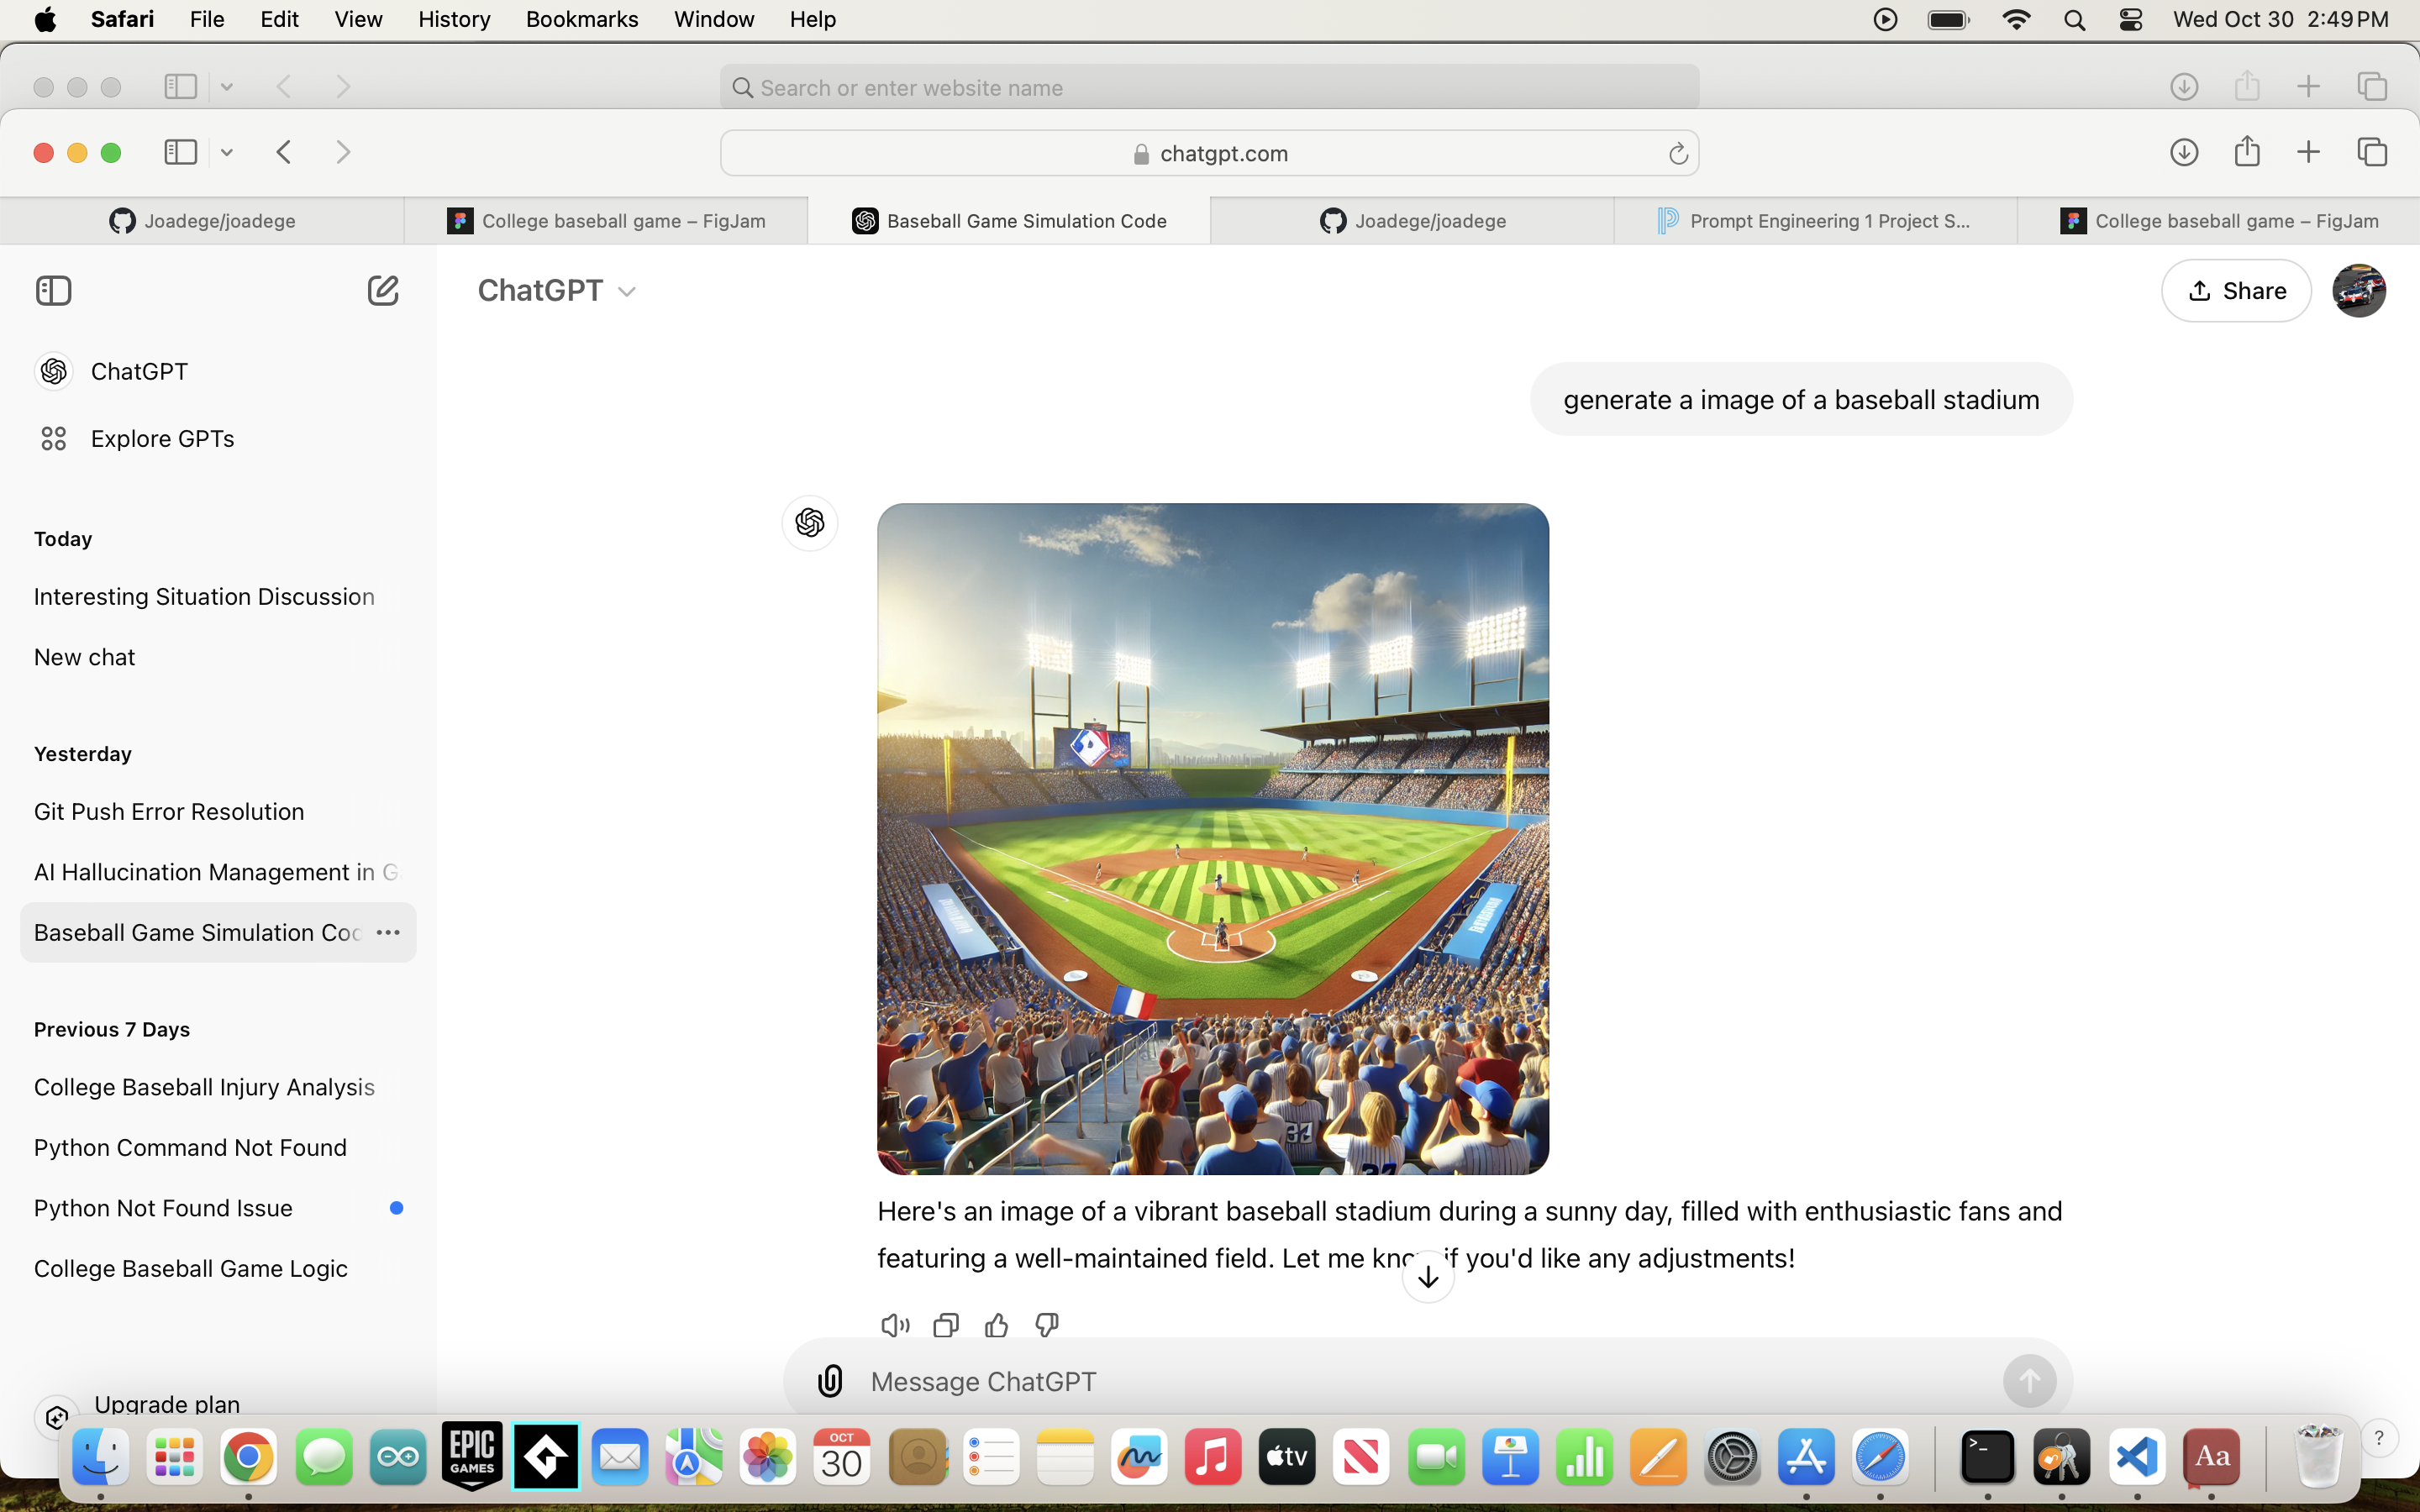 Safari File Edit View History Bookmarks Window Help Wed Oct 30 2:49 PM
Search or enter website name
chatgpt.com
Joadege/joadege
College baseball game – FigJam
Baseball Game Simulation Code
Joadege/joadege
Prompt Engineering 1 Project S...
College baseball game – FigJam
ChatGPT
Share
ChatGPT
Explore GPTs
Today
Interesting Situation Discussion
New chat
Yesterday
Git Push Error Resolution
AI Hallucination Management in G
Baseball Game Simulation Coc
Previous 7 Days
College Baseball Injury Analysis
Python Command Not Found
Python Not Found Issue
College Baseball Game Logic
Upgrade plan
generate a image of a baseball stadium
33
Here's an image of a vibrant baseball stadium during a sunny day, filled with enthusiastic fans and
featuring a well-maintained field. Let me know if you'd like any adjustments!
Message ChatGPT
?
EPIC
GAMES
OCT
30
tv
>_
Aa